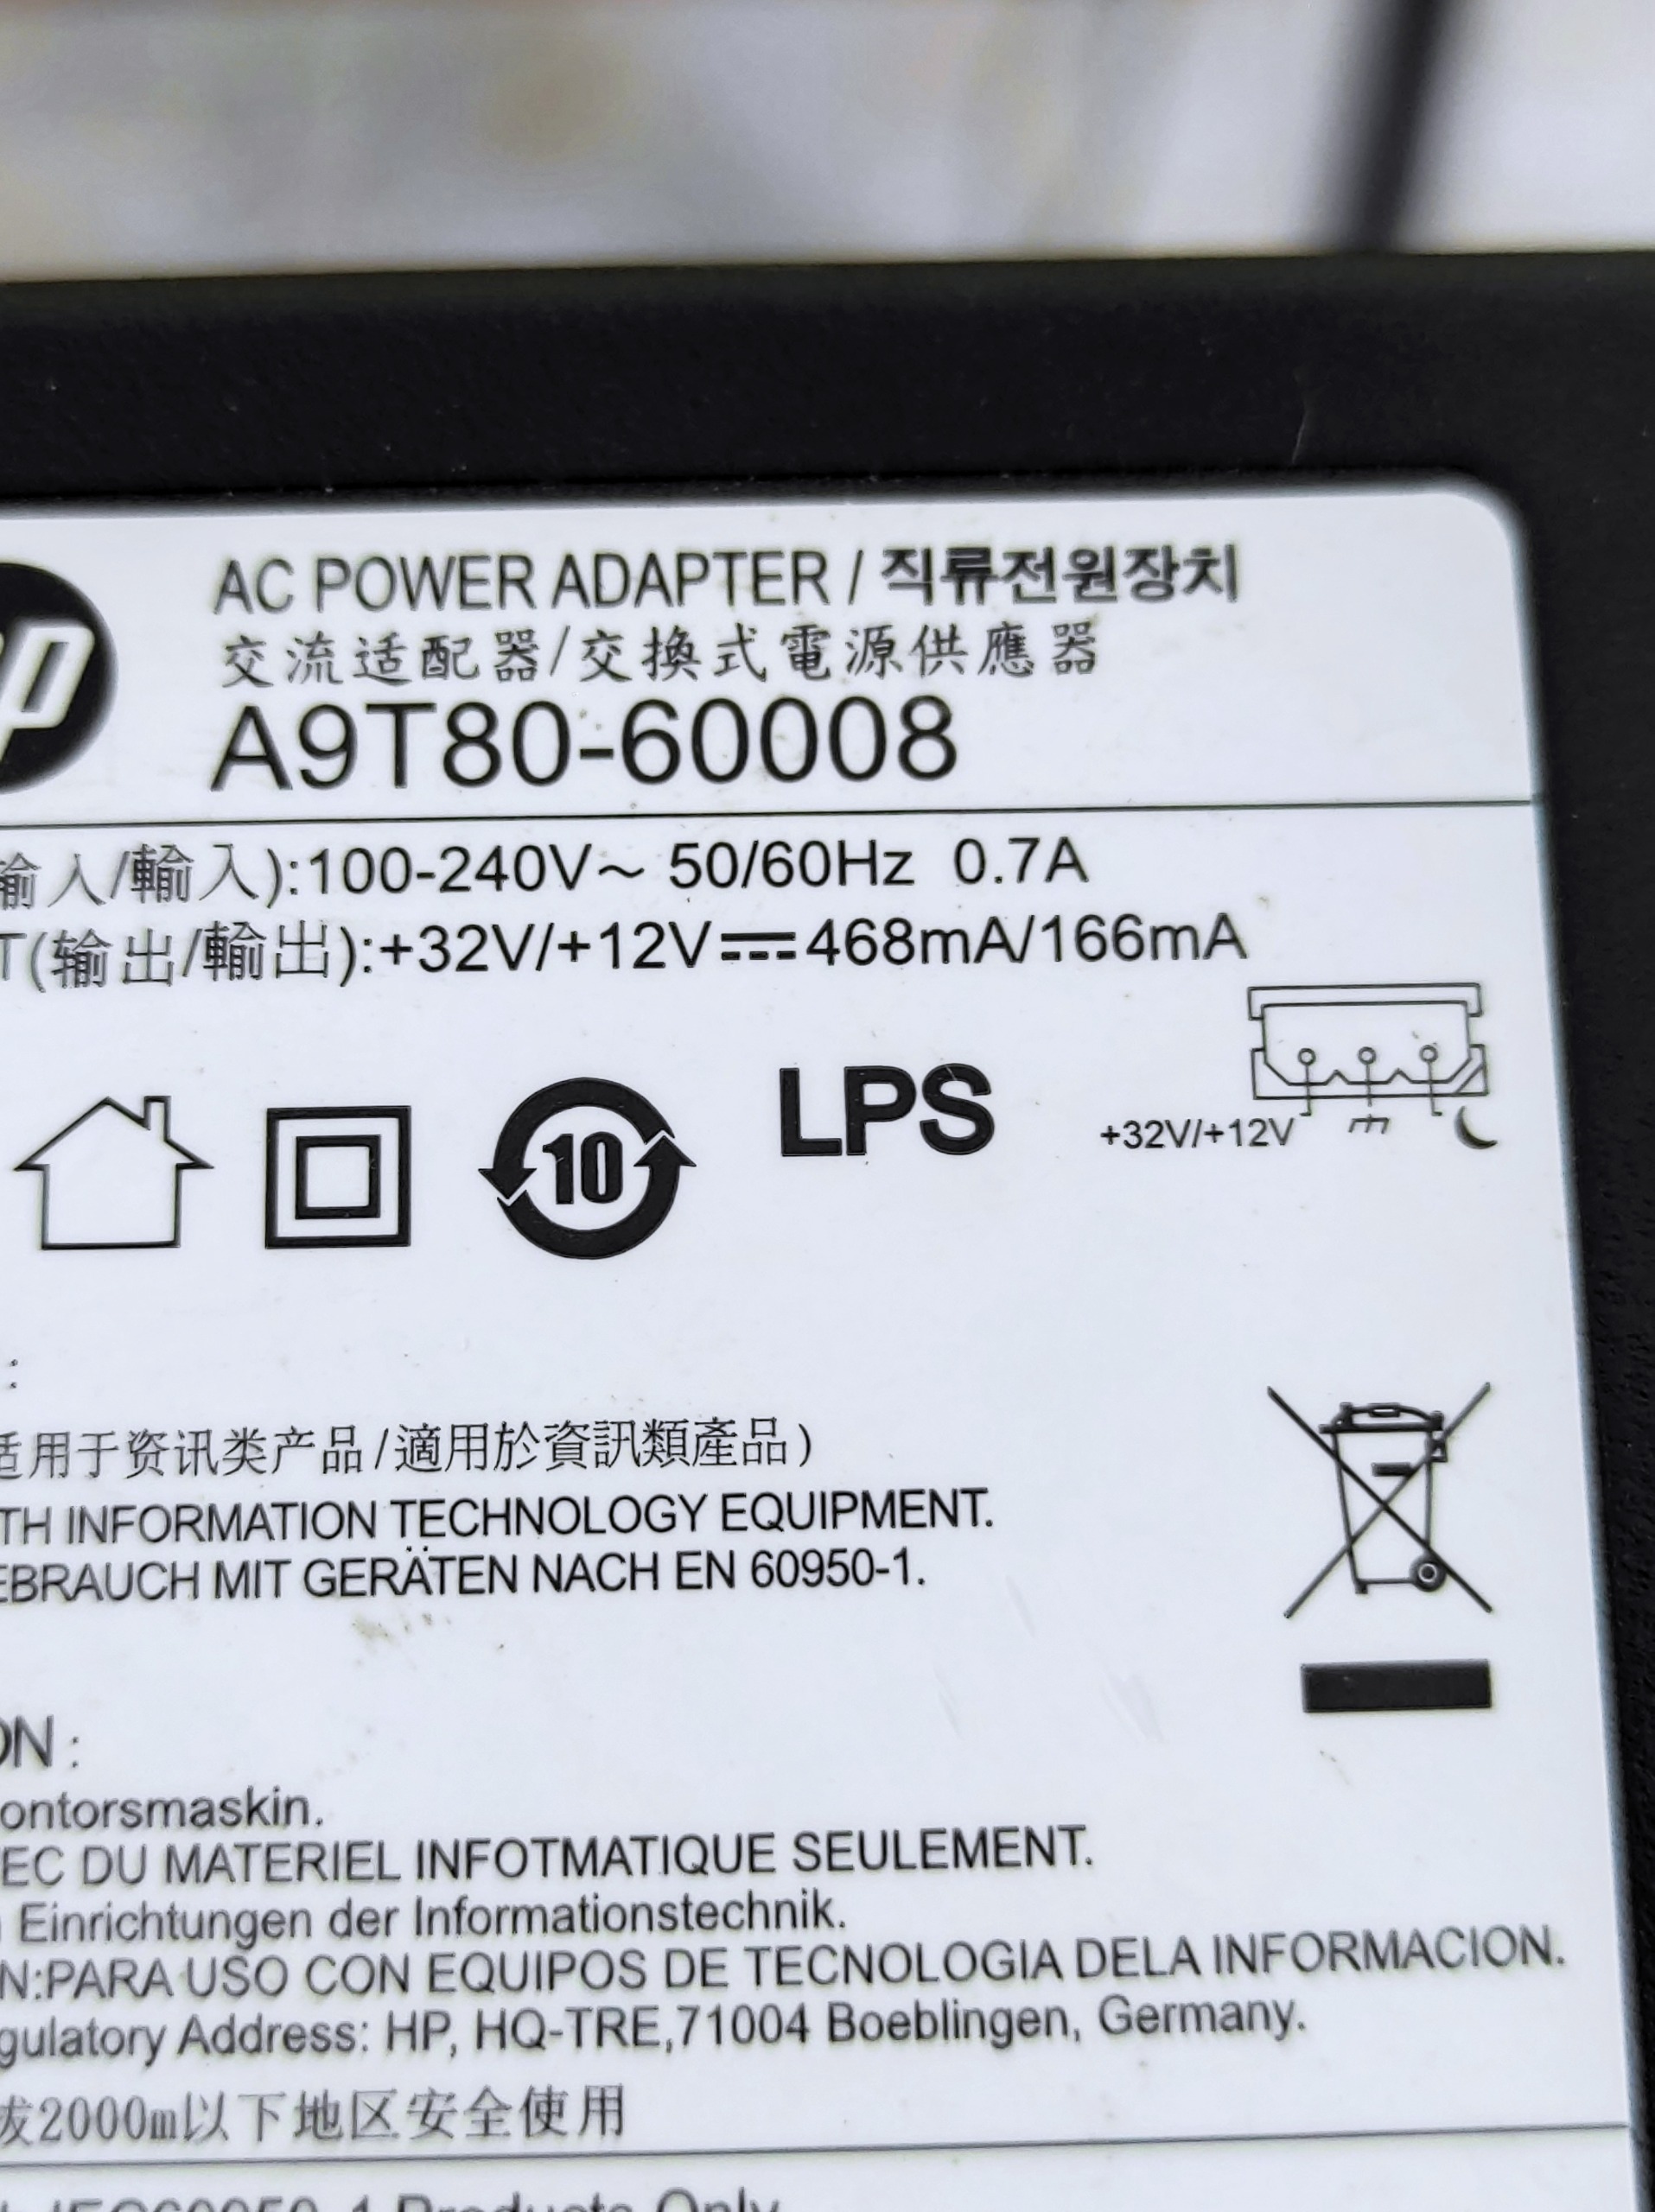 hp
AC POWER ADAPTER / 직류전원장치
交流适配器/交換式電源供應器
A9T80-60008
输入/輸入):100-240V~ 50/60Hz 0.7A
T(输出/輸出):+32V/+12V⎓468mA/166mA
10
LPS
+32V/+12V
:
适用于资讯类产品/適用於資訊類產品)
TH INFORMATION TECHNOLOGY EQUIPMENT.
EBRAUCH MIT GERÄTEN NACH EN 60950-1.
ON :
ontorsmaskin.
EC DU MATERIEL INFOTMATIQUE SEULEMENT.
Einrichtungen der Informationstechnik.
N:PARA USO CON EQUIPOS DE TECNOLOGIA DELA INFORMACION.
gulatory Address: HP, HQ-TRE,71004 Boeblingen, Germany.
拔2000m以下地区安全使用
IEC60950-1 Products Only